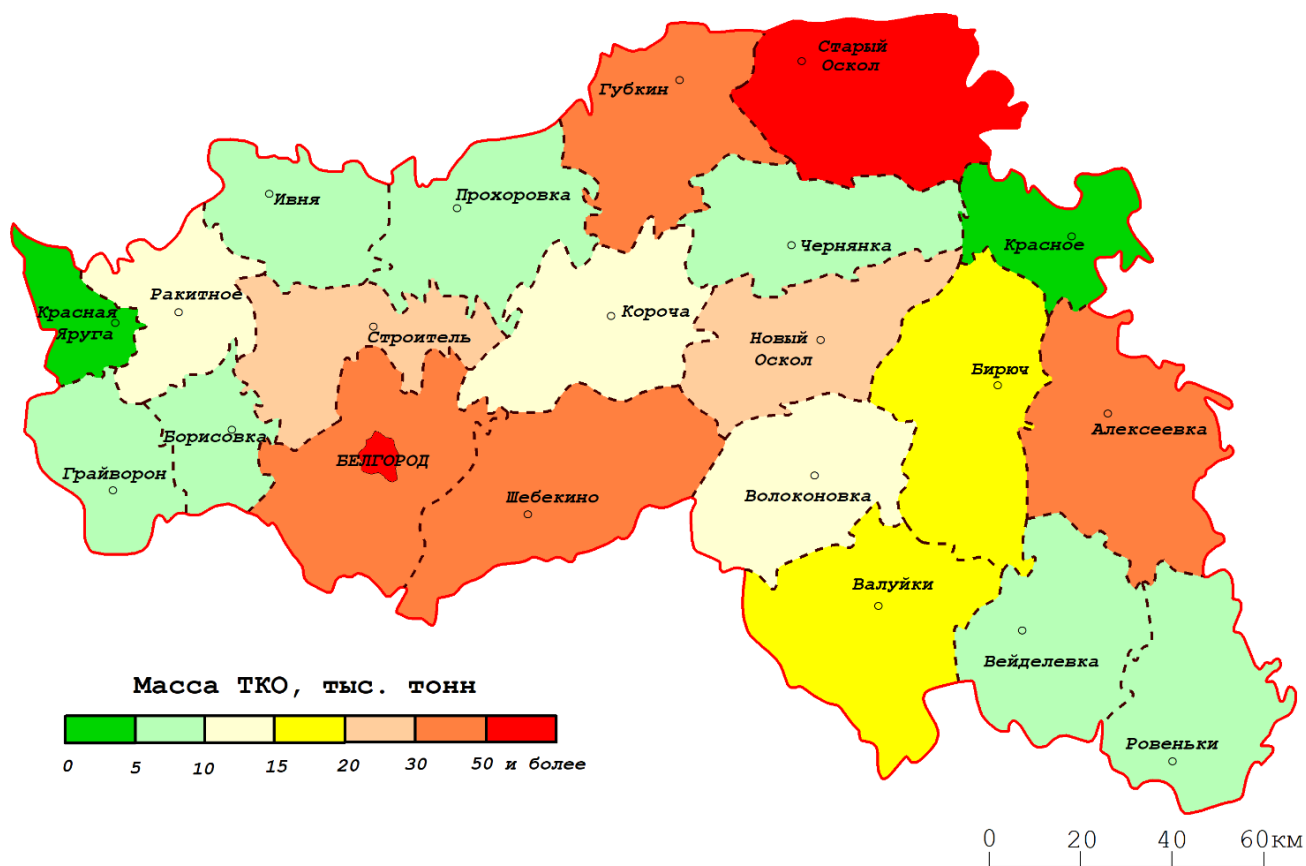 Старый
Оскол
Губкин
Ивня
Прохоровка
Чернянка
Красное
Ракитное
Красная
Яруга
Строитель
Короча
Новый
Оскол
Бирюч
Алексеевка
Борисовка
Грайворон
БЕЛГОРОД
Шебекино
Волоконовка
Валуйки
Вейделевка
Ровеньки
Масса ТКО, тыс. тонн
0 5 10 15 20 30 50 и более
0 20 40 60км